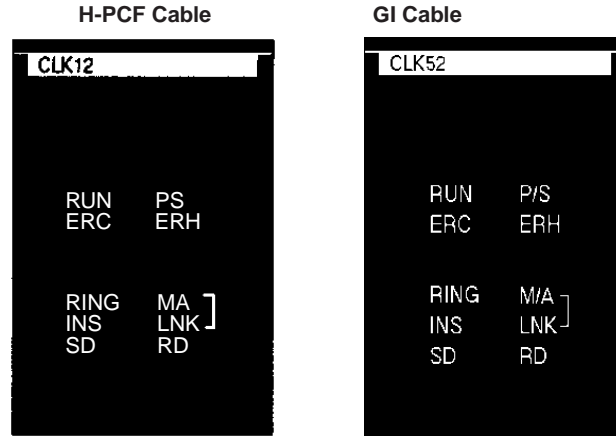 H-PCF Cable
CLK12
RUN PS
ERC ERH
RING MA
INS LNK
SD RD
GI Cable
CLK52
RUN P/S
ERC ERH
RING M/A
INS LNK
SD RD